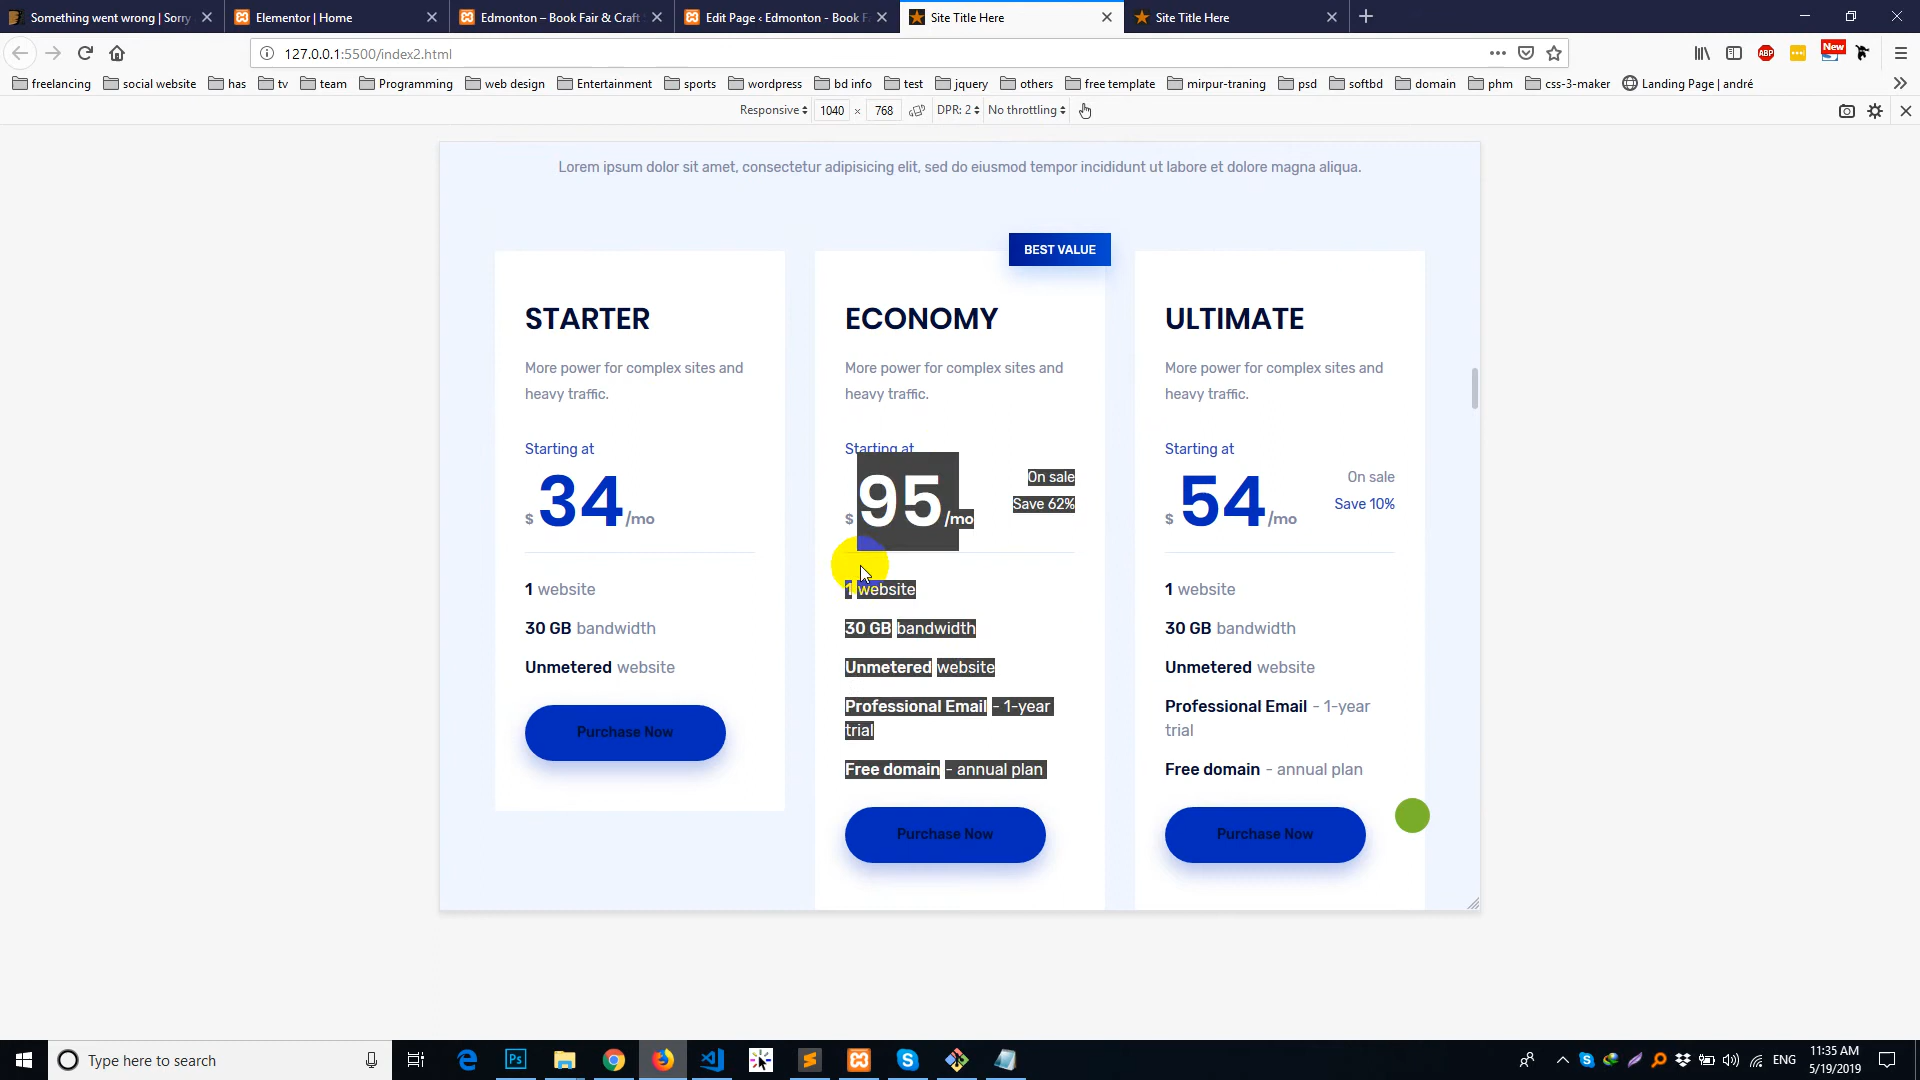 Something went wrong | Sorry
Elementor | Home
Edmonton – Book Fair & Craft
Edit Page ‹ Edmonton - Book F
Site Title Here
Site Title Here
127.0.0.1:5500/index2.html
New
ABP
freelancing
social website
has
tv
team
Programming
web design
Entertainment
sports
wordpress
bd info
test
jquery
others
free template
mirpur-traning
psd
softbd
domain
phm
css-3-maker
Landing Page | andré
Responsive
1040 × 768
DPR: 2
No throttling
Lorem ipsum dolor sit amet, consectetur adipisicing elit, sed do eiusmod tempor incididunt ut labore et dolore magna aliqua.
STARTER
More power for complex sites and
heavy traffic.
Starting at
$ 34 /mo
1 website
30 GB bandwidth
Unmetered website
Purchase Now
BEST VALUE
ECONOMY
More power for complex sites and
heavy traffic.
Starting at
$ 95 /mo
On sale
Save 62%
1 website
30 GB bandwidth
Unmetered website
Professional Email - 1-year
trial
Free domain - annual plan
Purchase Now
ULTIMATE
More power for complex sites and
heavy traffic.
Starting at
$ 54 /mo
On sale
Save 10%
1 website
30 GB bandwidth
Unmetered website
Professional Email - 1-year
trial
Free domain - annual plan
Purchase Now
Type here to search
Ps
ENG
11:35 AM
5/19/2019